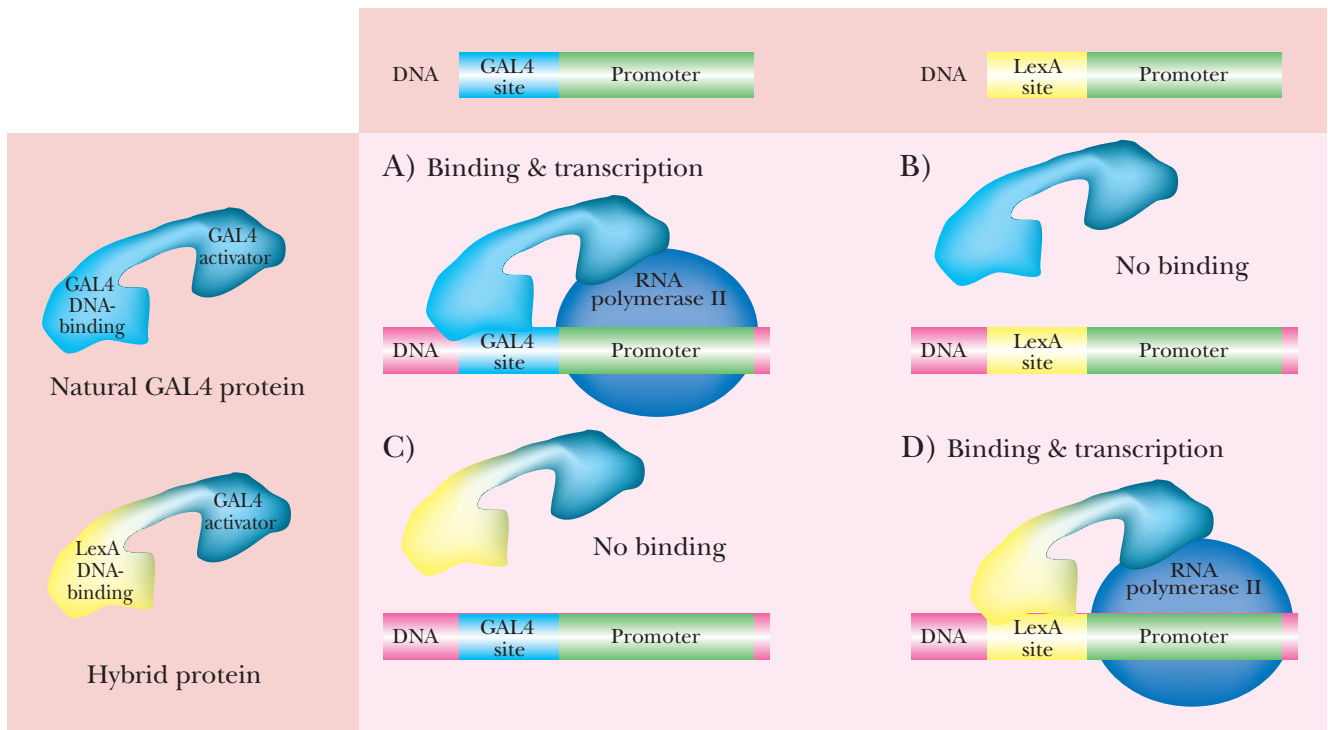 DNA
GAL4
site
Promoter
DNA
LexA
site
Promoter
GAL4
activator
GAL4
DNA-
binding
Natural GAL4 protein
A) Binding & transcription
RNA
polymerase II
DNA
GAL4
site
Promoter
B)
No binding
DNA
LexA
site
Promoter
GAL4
activator
LexA
DNA-
binding
Hybrid protein
C)
No binding
DNA
GAL4
site
Promoter
D) Binding & transcription
RNA
polymerase II
DNA
LexA
site
Promoter